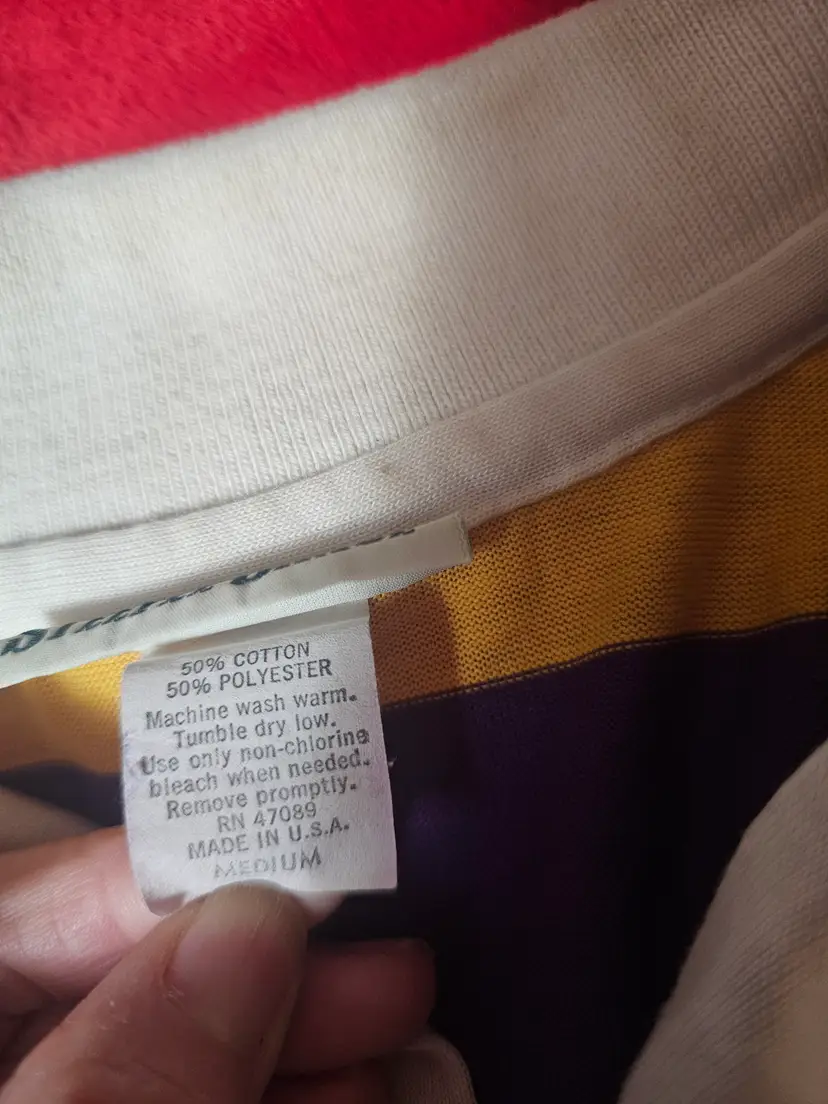 50% COTTON
50% POLYESTER
Machine wash warm.
Tumble dry low.
Use only non-chlorine
bleach when needed.
Remove promptly.
RN 47089
MADE IN U.S.A.
MEDIUM